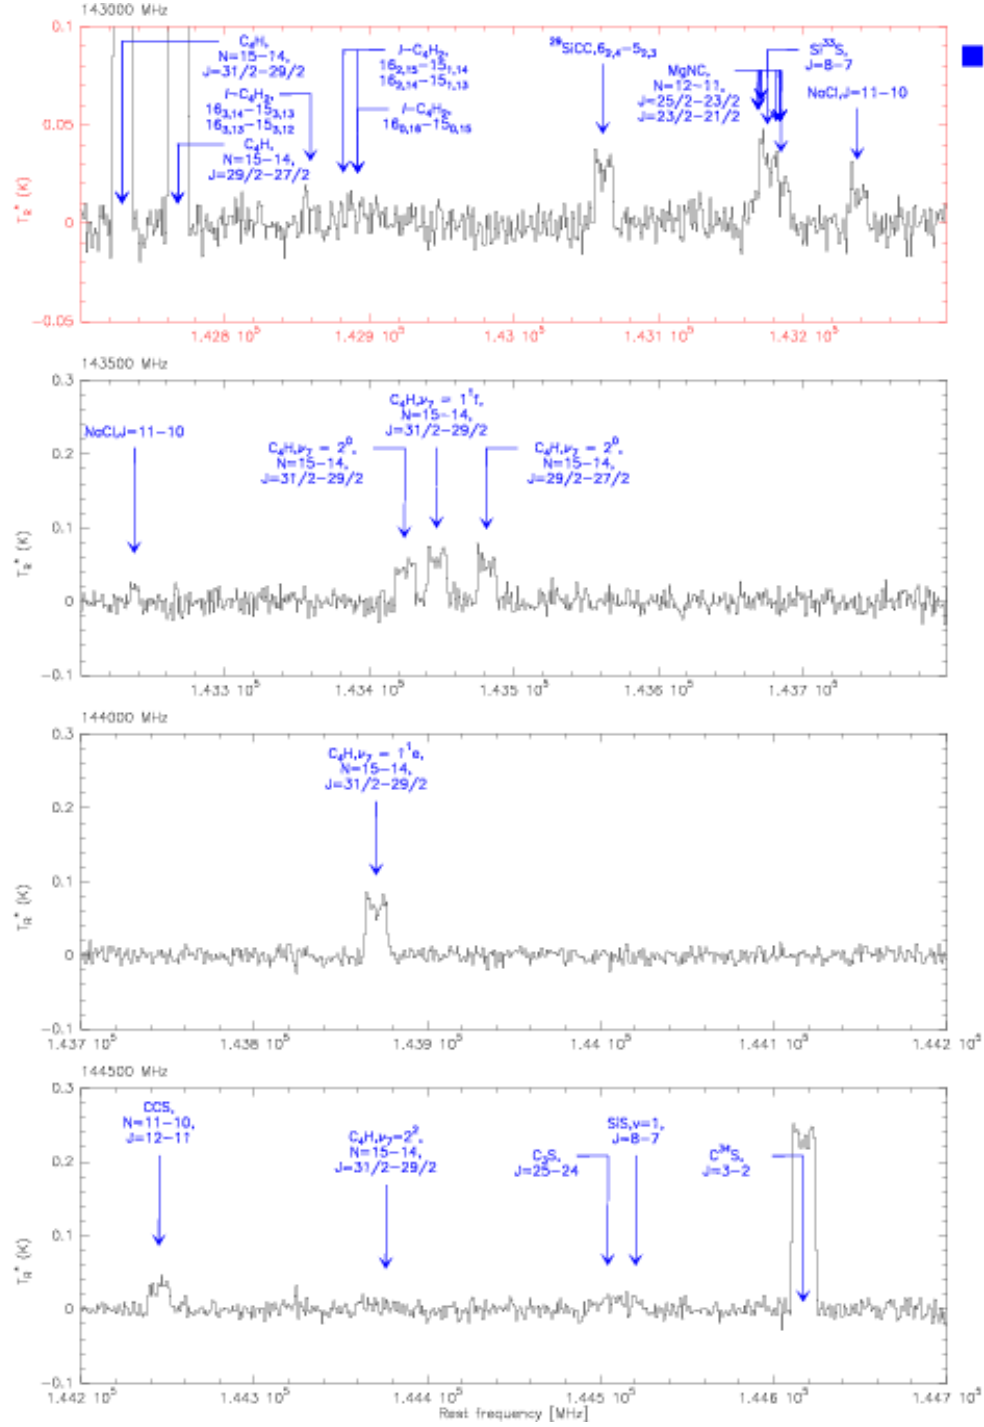 143000 MHz
0.1
0.05
0
−0.05
T_R* (K)
C₄H,
N=15−14,
J=31/2−29/2
l−C₄H₂,
16₃,₁₄−15₃,₁₃
16₃,₁₃−15₃,₁₂
C₄H,
N=15−14,
J=29/2−27/2
l−C₄H₂,
16₂,₁₅−15₁,₁₄
16₂,₁₄−15₁,₁₃
l−C₄H₂,
16₀,₁₆−15₀,₁₅
²⁹SiCC,6₂,₄−5₂,₃
MgNC,
N=12−11,
J=25/2−23/2
J=23/2−21/2
Si³³S,
J=8−7
NaCl,J=11−10
1.428 10⁵
1.429 10⁵
1.43 10⁵
1.431 10⁵
1.432 10⁵
143500 MHz
0.3
0.2
0.1
0
−0.1
T_R* (K)
NaCl,J=11−10
C₄H,ν₇ = 2⁰,
N=15−14,
J=31/2−29/2
C₄H,ν₇ = 1¹f,
N=15−14,
J=31/2−29/2
C₄H,ν₇ = 2⁰,
N=15−14,
J=29/2−27/2
1.433 10⁵
1.434 10⁵
1.435 10⁵
1.436 10⁵
1.437 10⁵
144000 MHz
0.3
0.2
0.1
0
−0.1
T_R* (K)
C₄H,ν₇ = 1¹e,
N=15−14,
J=31/2−29/2
1.437 10⁵
1.438 10⁵
1.439 10⁵
1.44 10⁵
1.441 10⁵
1.442 10⁵
144500 MHz
0.3
0.2
0.1
0
−0.1
T_R* (K)
CCS,
N=11−10,
J=12−11
C₄H,ν₇=2²,
N=15−14,
J=31/2−29/2
C₃S,
J=25−24
SiS,v=1,
J=8−7
C³⁴S,
J=3−2
1.442 10⁵
1.443 10⁵
1.444 10⁵
1.445 10⁵
1.446 10⁵
1.447 10⁵
Rest frequency [MHz]